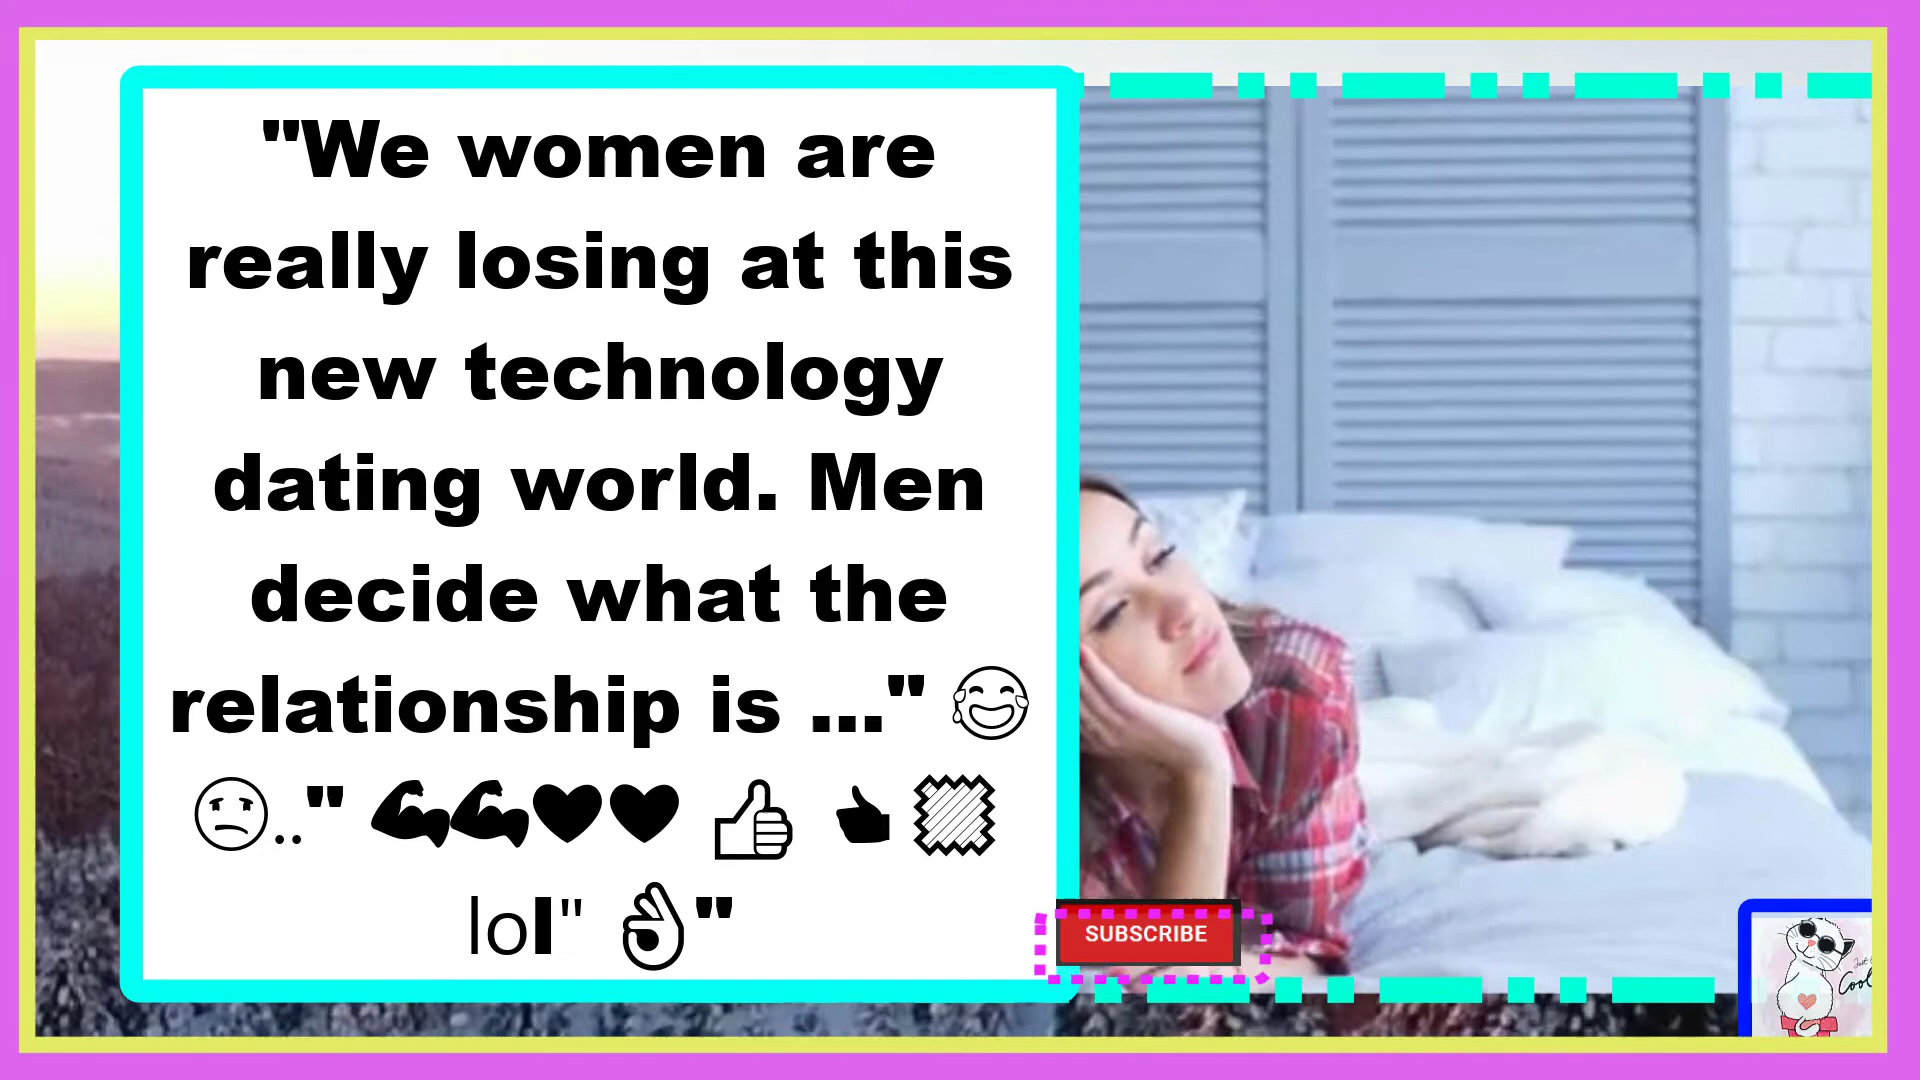 "We women are
really losing at this
new technology
dating world. Men
decide what the
relationship is ..." 😂
😟.." 💪💪🖤🖤 👍 👍🏽
lol" 👌"
SUBSCRIBE
Cool